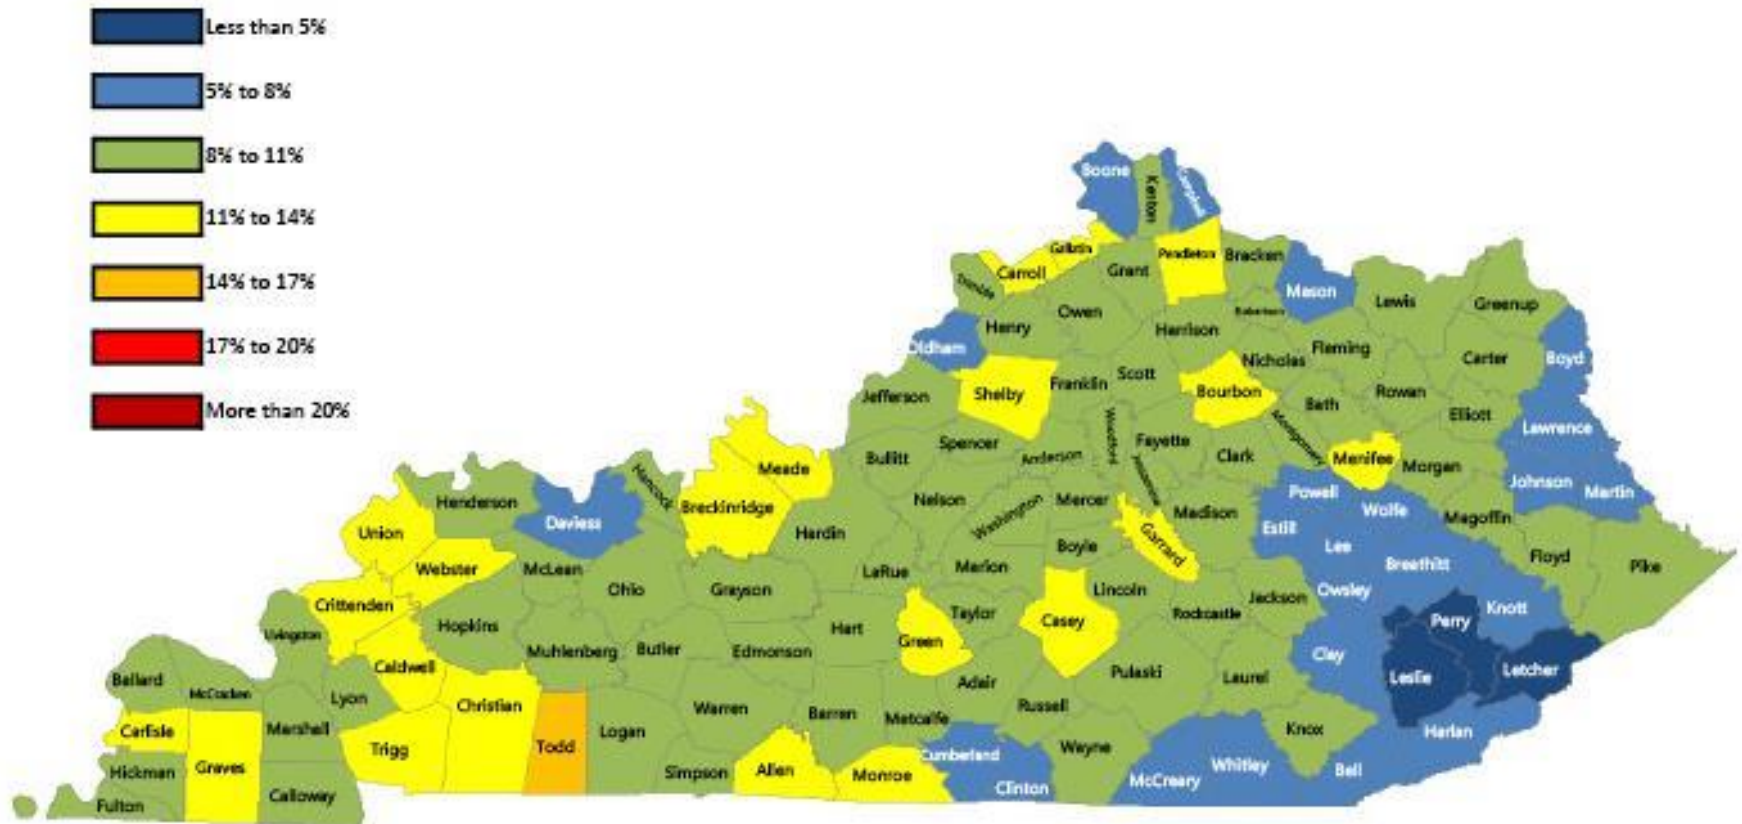 Less than 5%
5% to 8%
8% to 11%
11% to 14%
14% to 17%
17% to 20%
More than 20%
Boone
Kenton
Campbell
Gallatin
Carroll
Grant
Pendleton
Bracken
Trimble
Mason
Lewis
Greenup
Owen
Robertson
Henry
Harrison
Oldham
Fleming
Nicholas
Carter
Boyd
Scott
Franklin
Shelby
Bourbon
Rowan
Jefferson
Bath
Elliott
Lawrence
Woodford
Fayette
Montgomery
Spencer
Anderson
Bullitt
Clark
Menifee
Morgan
Meade
Jessamine
Johnson
Martin
Hancock
Powell
Henderson
Nelson
Mercer
Breckinridge
Washington
Madison
Wolfe
Magoffin
Daviess
Estill
Union
Hardin
Garrard
Boyle
Lee
Floyd
Pike
Webster
McLean
LaRue
Marion
Breathitt
Ohio
Grayson
Lincoln
Owsley
Jackson
Crittenden
Knott
Taylor
Rockcastle
Perry
Casey
Hopkins
Hart
Livingston
Green
Muhlenberg
Butler
Edmonson
Clay
Caldwell
Letcher
Pulaski
Laurel
Leslie
Ballard
Adair
McCracken
Lyon
Christian
Russell
Warren
Barren
Metcalfe
Carlisle
Marshall
Logan
Knox
Harlan
Trigg
Todd
Wayne
Cumberland
Graves
Hickman
Simpson
Allen
Monroe
Whitley
Bell
McCreary
Clinton
Calloway
Fulton